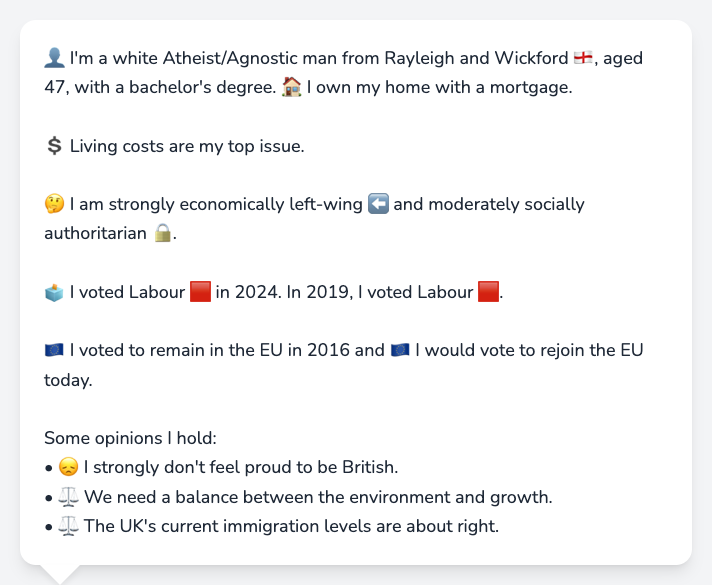 👤 I'm a white Atheist/Agnostic man from Rayleigh and Wickford 🏴󠁧󠁢󠁥󠁮󠁧󠁿, aged
47, with a bachelor's degree. 🏠 I own my home with a mortgage.
💲 Living costs are my top issue.
🤔 I am strongly economically left-wing ⬅️ and moderately socially
authoritarian 🔒.
🗳️ I voted Labour 🟥 in 2024. In 2019, I voted Labour 🟥.
🇪🇺 I voted to remain in the EU in 2016 and 🇪🇺 I would vote to rejoin the EU
today.
Some opinions I hold:
• 😞 I strongly don't feel proud to be British.
• ⚖️ We need a balance between the environment and growth.
• ⚖️ The UK's current immigration levels are about right.